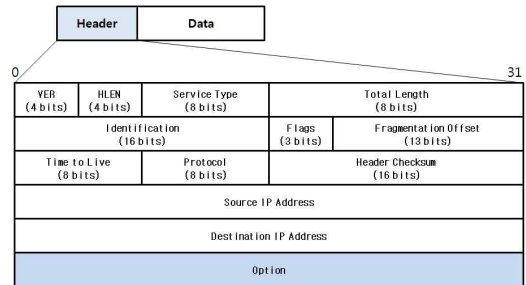 Header Data
0 31
VER HLEN Service Type Total Length
(4 bits) (4 bits) (8 bits) (8 bits)
Identification Flags Fragmentation Offset
(16 bits) (3 bits) (13 bits)
Time to Live Protocol Header Checksum
(8 bits) (8 bits) (16 bits)
Source IP Address
Destination IP Address
Option